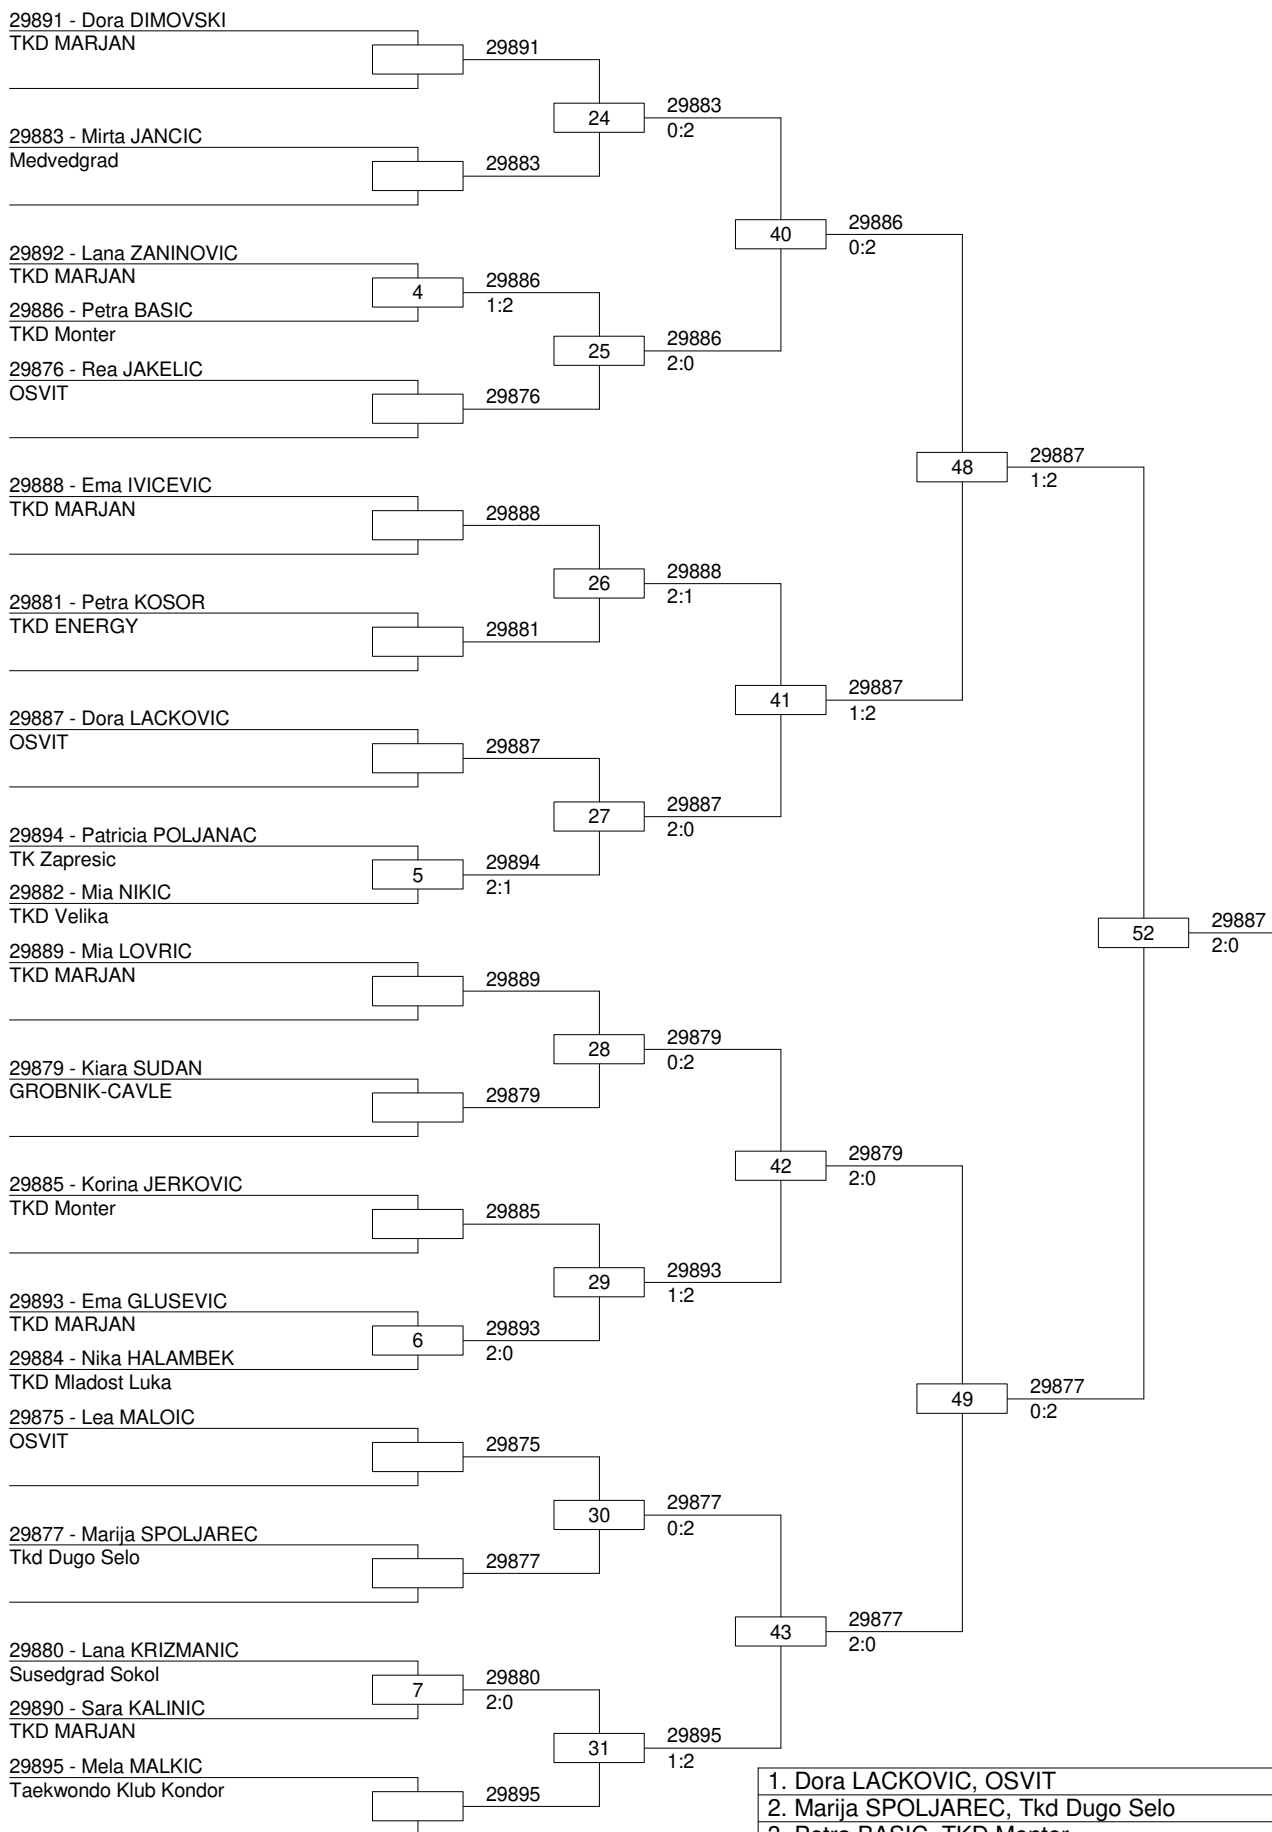 29891 - Dora DIMOVSKI
TKD MARJAN
29891
24
29883
0:2
29883 - Mirta JANCIC
Medvedgrad
29883
40
29886
0:2
29892 - Lana ZANINOVIC
TKD MARJAN
4
29886
1:2
29886 - Petra BASIC
TKD Monter
25
29886
2:0
29876 - Rea JAKELIC
OSVIT
29876
48
29887
1:2
29888 - Ema IVICEVIC
TKD MARJAN
29888
26
29888
2:1
29881 - Petra KOSOR
TKD ENERGY
29881
41
29887
1:2
29887 - Dora LACKOVIC
OSVIT
29887
27
29887
2:0
29894 - Patricia POLJANAC
TK Zapresic
5
29894
2:1
29882 - Mia NIKIC
TKD Velika
52
29887
2:0
29889 - Mia LOVRIC
TKD MARJAN
29889
28
29879
0:2
29879 - Kiara SUDAN
GROBNIK-CAVLE
29879
42
29879
2:0
29885 - Korina JERKOVIC
TKD Monter
29885
29
29893
1:2
29893 - Ema GLUSEVIC
TKD MARJAN
6
29893
2:0
29884 - Nika HALAMBEK
TKD Mladost Luka
49
29877
0:2
29875 - Lea MALOIC
OSVIT
29875
30
29877
0:2
29877 - Marija SPOLJAREC
Tkd Dugo Selo
29877
43
29877
2:0
29880 - Lana KRIZMANIC
Susedgrad Sokol
7
29880
2:0
29890 - Sara KALINIC
TKD MARJAN
31
29895
1:2
29895 - Mela MALKIC
Taekwondo Klub Kondor
29895
1. Dora LACKOVIC, OSVIT
2. Marija SPOLJAREC, Tkd Dugo Selo
3. Petra BASIC, TKD Monter